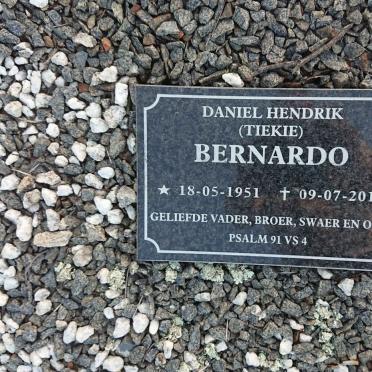 DANIEL HENDRIK
(TIEKIE)
BERNARDO
★ 18-05-1951 ✝ 09-07-201
GELIEFDE VADER, BROER, SWAER EN O
PSALM 91 VS 4